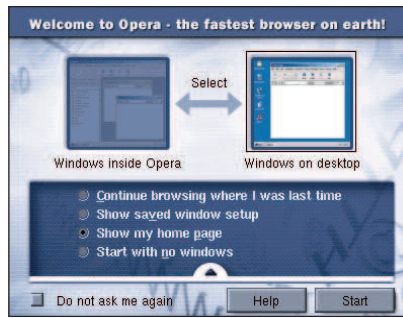 Welcome to Opera - the fastest browser on earth!
Select
Windows inside Opera
Windows on desktop
Continue browsing where I was last time
Show saved window setup
Show my home page
Start with no windows
Do not ask me again
Help
Start